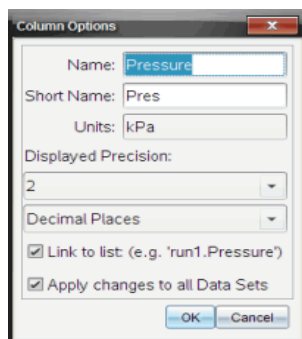 Column Options
Name: Pressure
Short Name: Pres
Units: kPa
Displayed Precision:
2
Decimal Places
Link to list: (e.g. 'run1.Pressure')
Apply changes to all Data Sets
OK Cancel